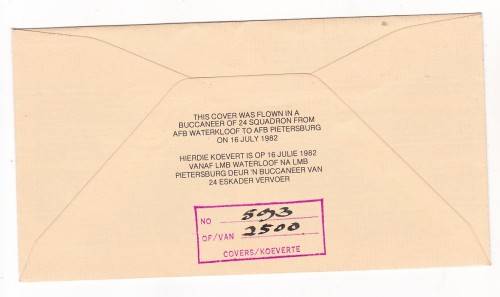 THIS COVER WAS FLOWN IN A
BUCCANEER OF 24 SQUADRON FROM
AFB WATERKLOOF TO AFB PIETERSBURG
ON 16 JULY 1982
HIERDIE KOEVERT IS OP 16 JULIE 1982
VANAF LMB WATERLOOF NA LMB
PIETERSBURG DEUR 'N BUCCANEER VAN
24 ESKADER VERVOER
NO 593
OF/VAN 2500
COVERS/KOEVERTE